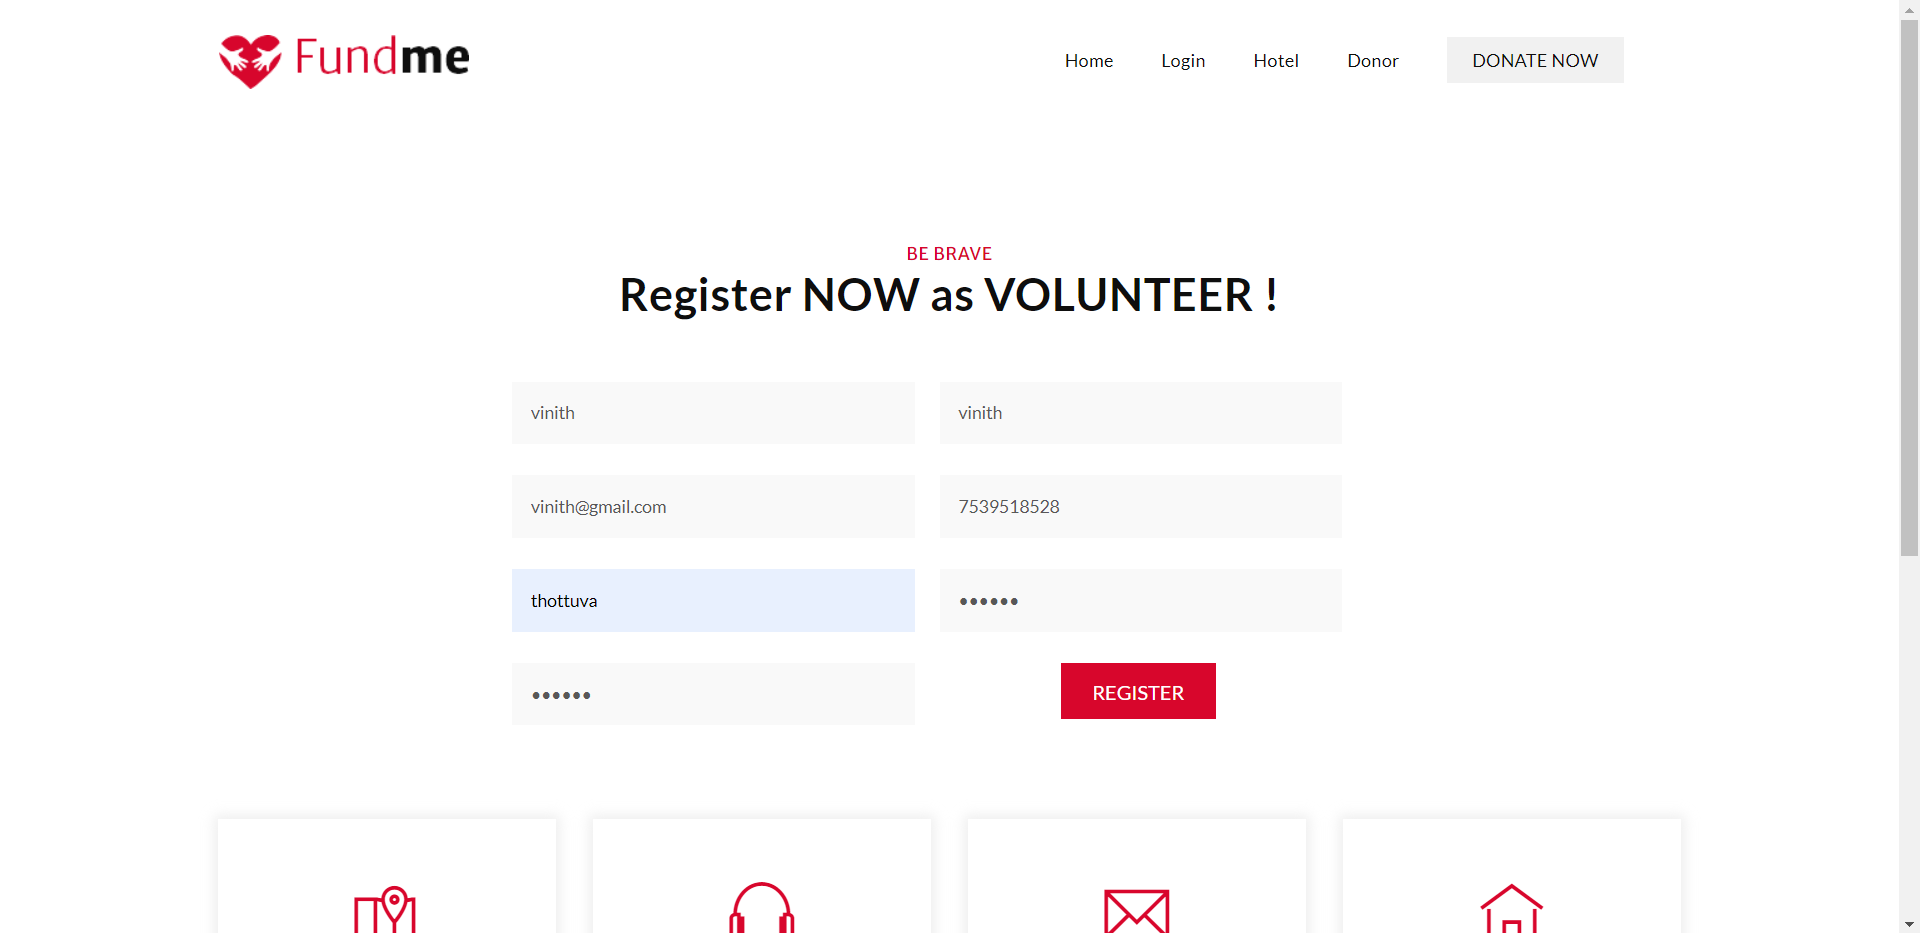 Fundme
Home Login Hotel Donor DONATE NOW
BE BRAVE
Register NOW as VOLUNTEER !
vinith vinith
vinith@gmail.com 7539518528
thottuva ••••••
•••••• REGISTER